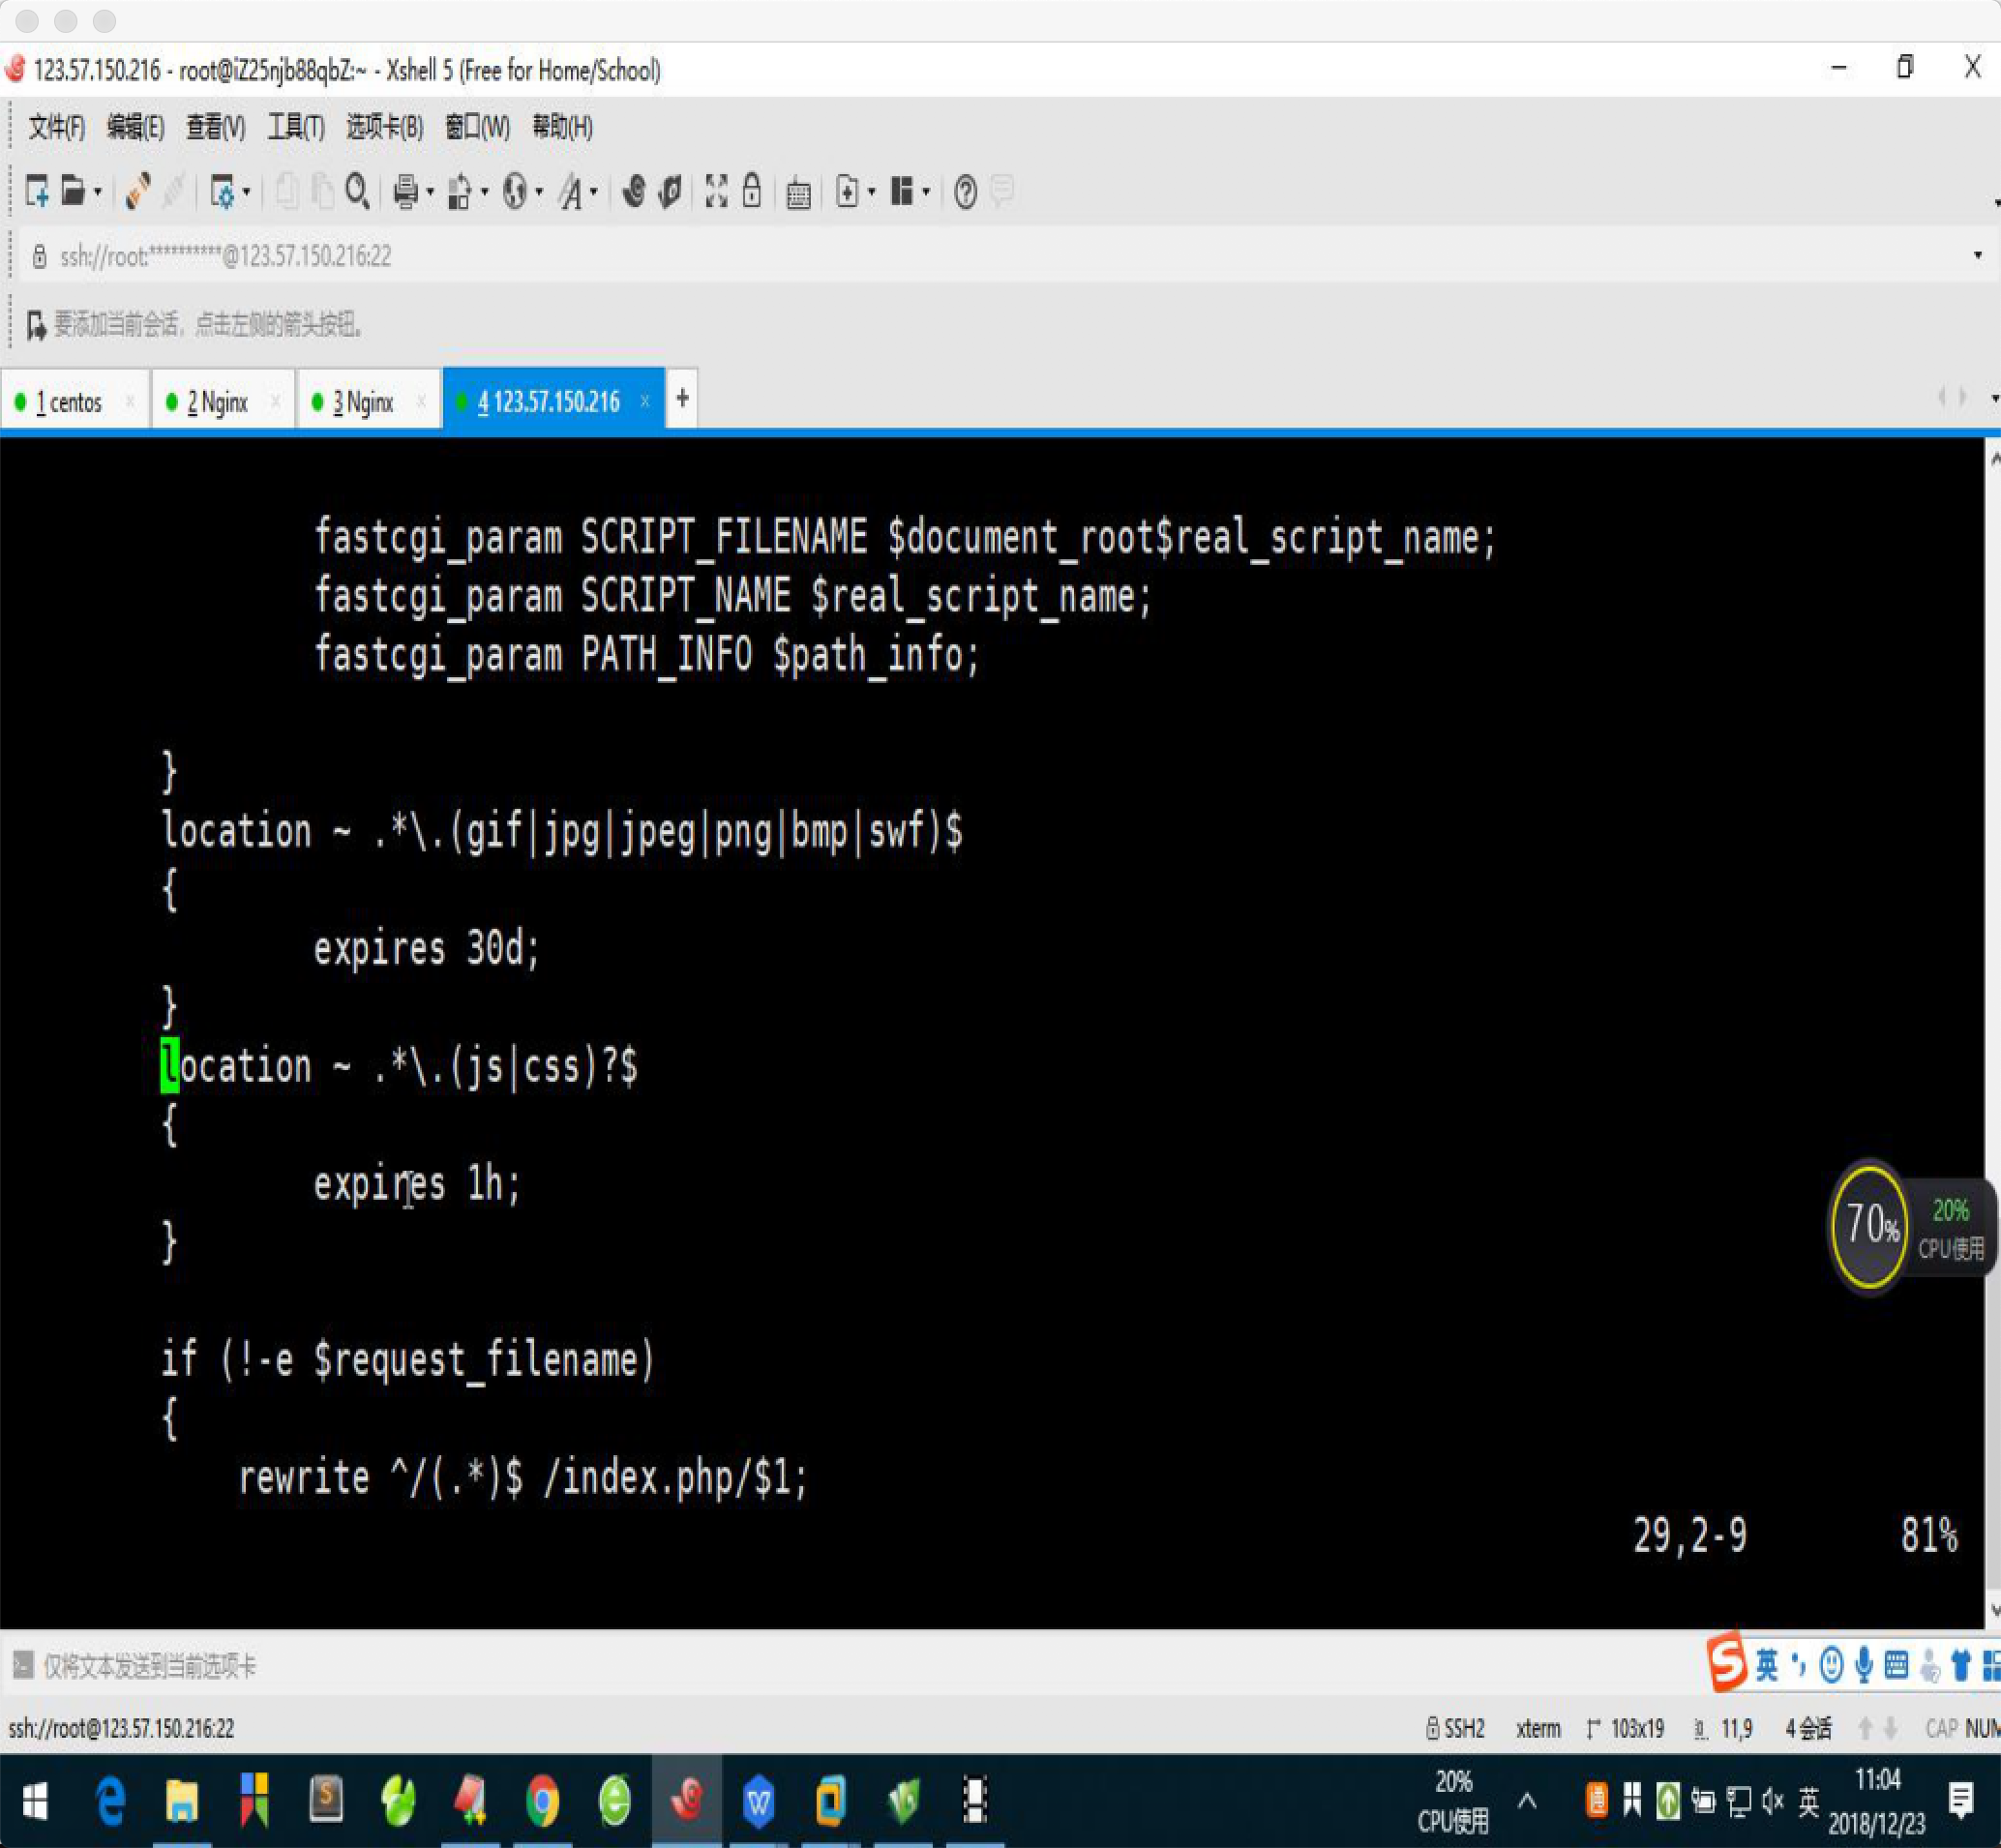 123.57.150.216 - root@iZ25njb88qbZ:~ - Xshell 5 (Free for Home/School)
文件(F) 编辑(E) 查看(V) 工具(T) 选项卡(B) 窗口(W) 帮助(H)
ssh://root:**********@123.57.150.216:22
要添加当前会话，点击左侧的箭头按钮。
1 centos × 2 Nginx × 3 Nginx × 4 123.57.150.216 × +
fastcgi_param SCRIPT_FILENAME $document_root$real_script_name;
fastcgi_param SCRIPT_NAME $real_script_name;
fastcgi_param PATH_INFO $path_info;
}
location ~ .*\.(gif|jpg|jpeg|png|bmp|swf)$
{
expires 30d;
}
location ~ .*\.(js|css)?$
{
expires 1h;
}
if (!-e $request_filename)
{
rewrite ^/(.*)$ /index.php/$1;
29,2-9 81%
70%
20%
CPU使用
仅将文本发送到当前选项卡
英
ssh://root@123.57.150.216:22 SSH2 xterm 103x19 11,9 4 会话 CAP NUM
20%
CPU使用
英
11:04
2018/12/23